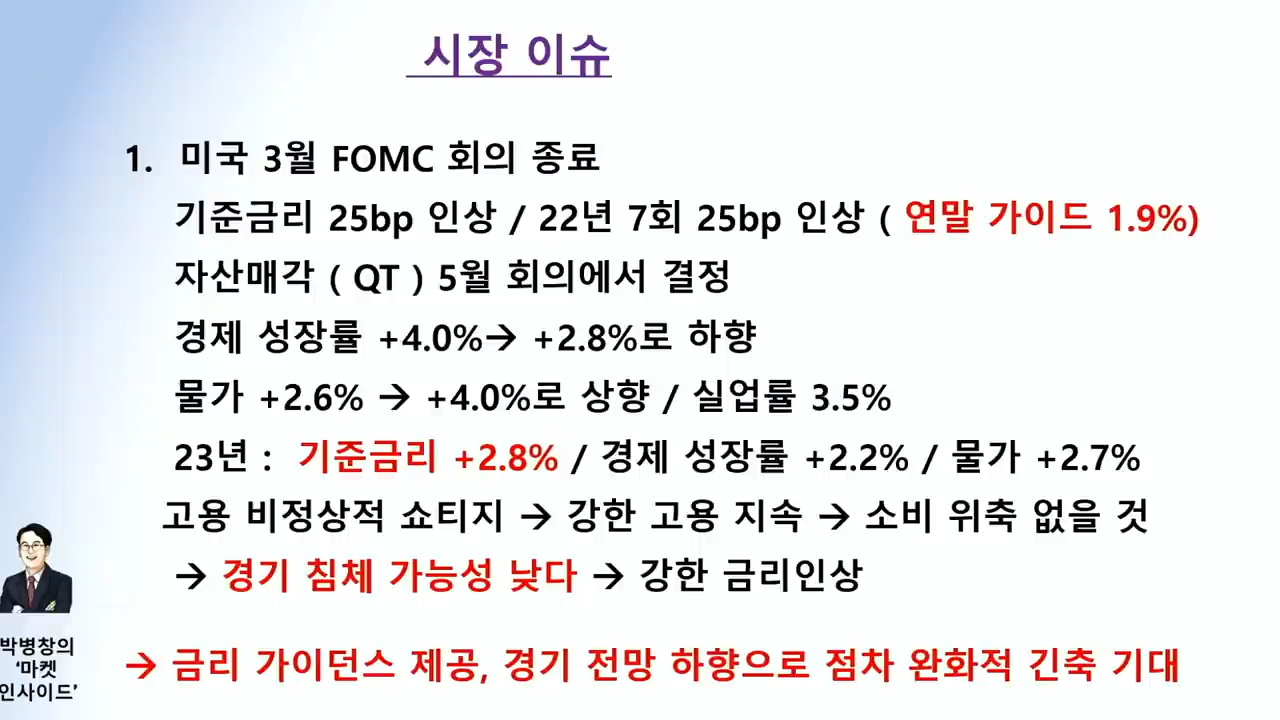 시장 이슈
1. 미국 3월 FOMC 회의 종료
기준금리 25bp 인상 / 22년 7회 25bp 인상 ( 연말 가이드 1.9%)
자산매각 ( QT ) 5월 회의에서 결정
경제 성장률 +4.0%→ +2.8%로 하향
물가 +2.6% → +4.0%로 상향 / 실업률 3.5%
23년 : 기준금리 +2.8% / 경제 성장률 +2.2% / 물가 +2.7%
고용 비정상적 쇼티지 → 강한 고용 지속 → 소비 위축 없을 것
→ 경기 침체 가능성 낮다 → 강한 금리인상
→ 금리 가이던스 제공, 경기 전망 하향으로 점차 완화적 긴축 기대
박병창의
‘마켓
인사이드’